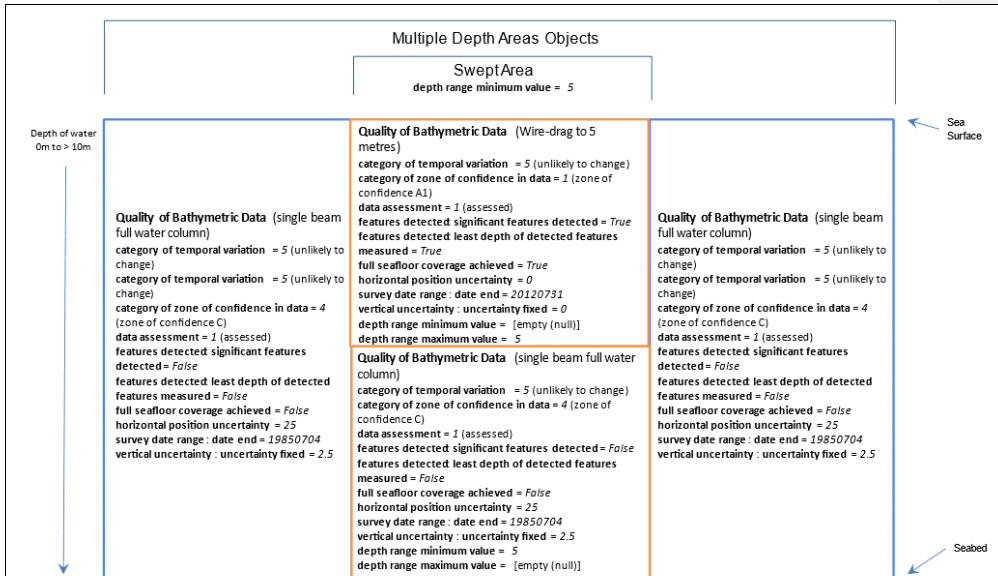 Multiple Depth Areas Objects
Swept Area
depth range minimum value = 5
Depth of water
0m to > 10m
Sea
Surface
Quality of Bathymetric Data (single beam
full water column)
category of temporal variation = 5 (unlikely to
change)
category of temporal variation = 5 (unlikely to
change)
category of zone of confidence in data = 4
(zone of confidence C)
data assessment = 1 (assessed)
features detected: significant features
detected = False
features detected: least depth of detected
features measured = False
full seafloor coverage achieved = False
horizontal position uncertainty = 25
survey date range : date end = 19850704
vertical uncertainty : uncertainty fixed = 2.5
Quality of Bathymetric Data (Wire-drag to 5
metres)
category of temporal variation = 5 (unlikely to change)
category of zone of confidence in data = 1 (zone of
confidence A1)
data assessment = 1 (assessed)
features detected: significant features detected = True
features detected: least depth of detected features
measured = True
full seafloor coverage achieved = True
horizontal position uncertainty = 0
survey date range : date end = 20120731
vertical uncertainty : uncertainty fixed = 0
depth range minimum value = [empty (null)]
depth range maximum value = 5
Quality of Bathymetric Data (single beam full water
column)
category of temporal variation = 5 (unlikely to change)
category of zone of confidence in data = 4 (zone of
confidence C)
data assessment = 1 (assessed)
features detected: significant features detected = False
features detected: least depth of detected features
measured = False
full seafloor coverage achieved = False
horizontal position uncertainty = 25
survey date range : date end = 19850704
vertical uncertainty : uncertainty fixed = 2.5
depth range minimum value = 5
depth range maximum value = [empty (null)]
Quality of Bathymetric Data (single beam
full water column)
category of temporal variation = 5 (unlikely to
change)
category of temporal variation = 5 (unlikely to
change)
category of zone of confidence in data = 4
(zone of confidence C)
data assessment = 1 (assessed)
features detected: significant features
detected = False
features detected: least depth of detected
features measured = False
full seafloor coverage achieved = False
horizontal position uncertainty = 25
survey date range : date end = 19850704
vertical uncertainty : uncertainty fixed = 2.5
Seabed